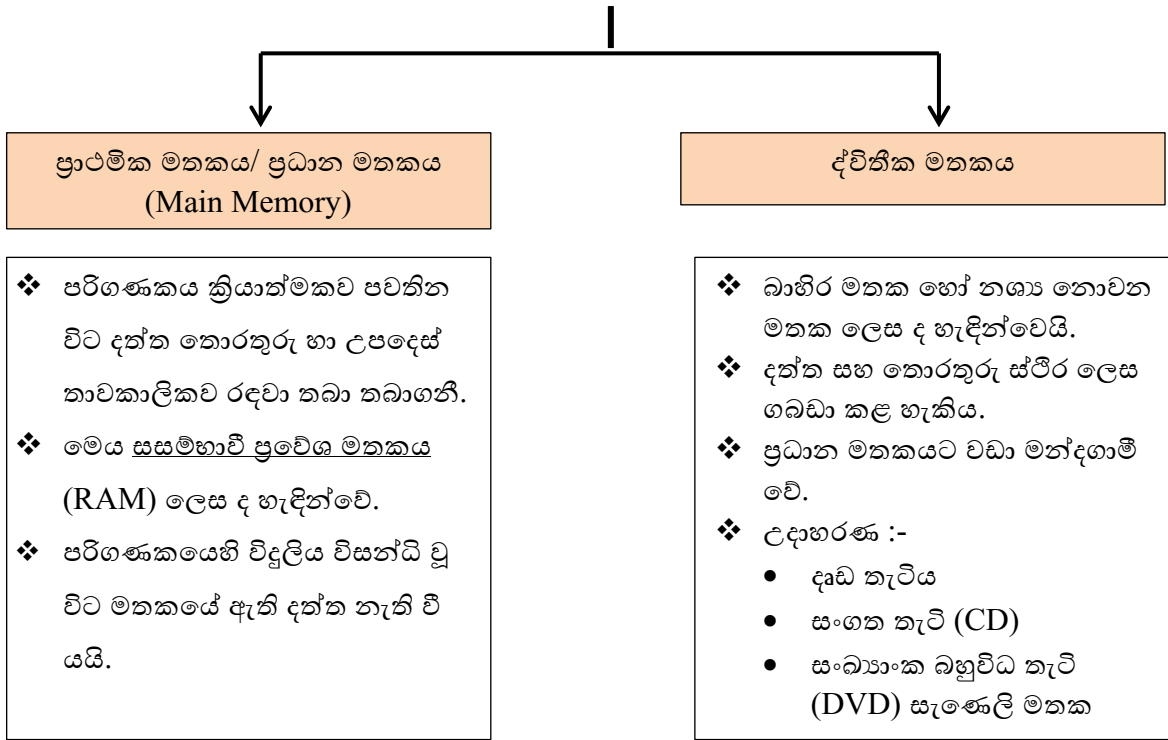 ප්‍රාථමික මතකය/ ප්‍රධාන මතකය
(Main Memory)
ද්විතීක මතකය
❖ පරිගණකය ක්‍රියාත්මකව පවතින
විට දත්ත තොරතුරු හා උපදෙස්
තාවකාලිකව රඳවා තබා තබාගනී.
❖ මෙය සසම්භාවී ප්‍රවේශ මතකය
(RAM) ලෙස ද හැඳින්වේ.
❖ පරිගණකයෙහි විදුලිය විසන්ධි වූ
විට මතකයේ ඇති දත්ත නැති වී
යයි.
❖ බාහිර මතක හෝ නශ්‍ය නොවන
මතක ලෙස ද හැඳින්වෙයි.
❖ දත්ත සහ තොරතුරු ස්ථිර ලෙස
ගබඩා කළ හැකිය.
❖ ප්‍රධාන මතකයට වඩා මන්දගාමී
වේ.
❖ උදාහරණ :-
• දෘඩ තැටිය
• සංගත තැටි (CD)
• සංඛ්‍යාංක බහුවිධ තැටි
(DVD) සැණෙලි මතක